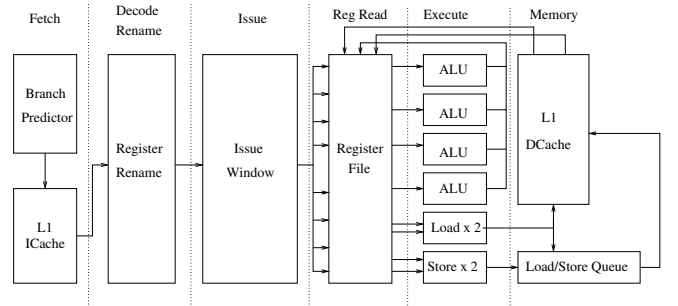 Fetch
Decode
Rename
Issue
Reg Read
Execute
Memory
Branch
Predictor
L1
ICache
Register
Rename
Issue
Window
Register
File
ALU
ALU
ALU
ALU
Load x 2
Store x 2
L1
DCache
Load/Store Queue